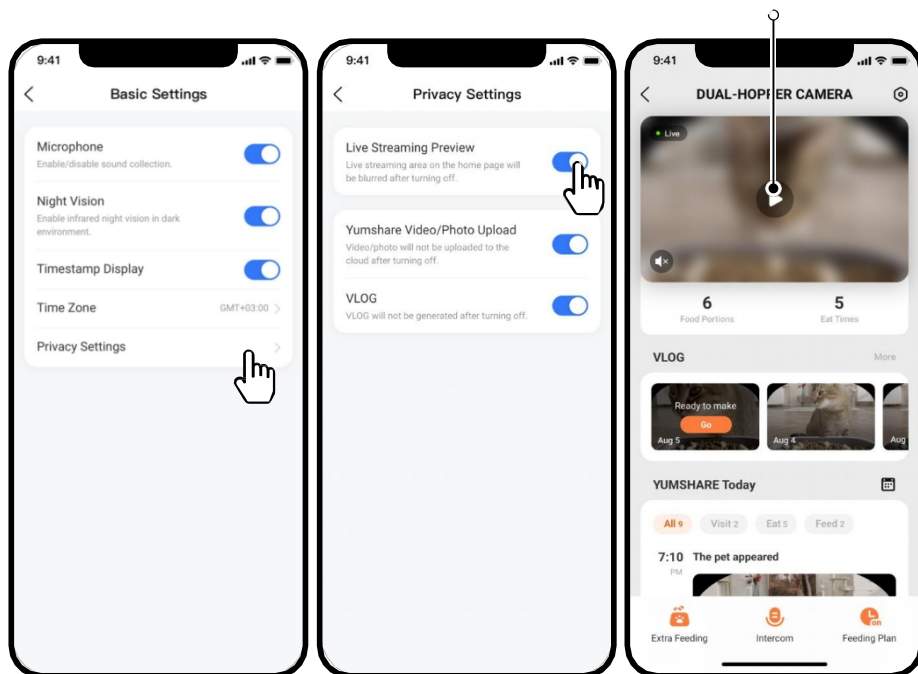 9:41
Basic Settings
Microphone
Enable/disable sound collection.
Night Vision
Enable infrared night vision in dark
environment.
Timestamp Display
Time Zone GMT+03:00
Privacy Settings
9:41
Privacy Settings
Live Streaming Preview
Live streaming area on the home page will
be blurred after turning off.
Yumshare Video/Photo Upload
Video/photo will not be uploaded to the
cloud after turning off.
VLOG
VLOG will not be generated after turning off.
9:41
DUAL-HOPPER CAMERA
Live
6 5
Food Portions Eat Times
VLOG More
Ready to make
Go
Aug 5 Aug 4 Aug
YUMSHARE Today
All 9 Visit 2 Eat 5 Feed 2
7:10 The pet appeared
PM
on
Extra Feeding Intercom Feeding Plan